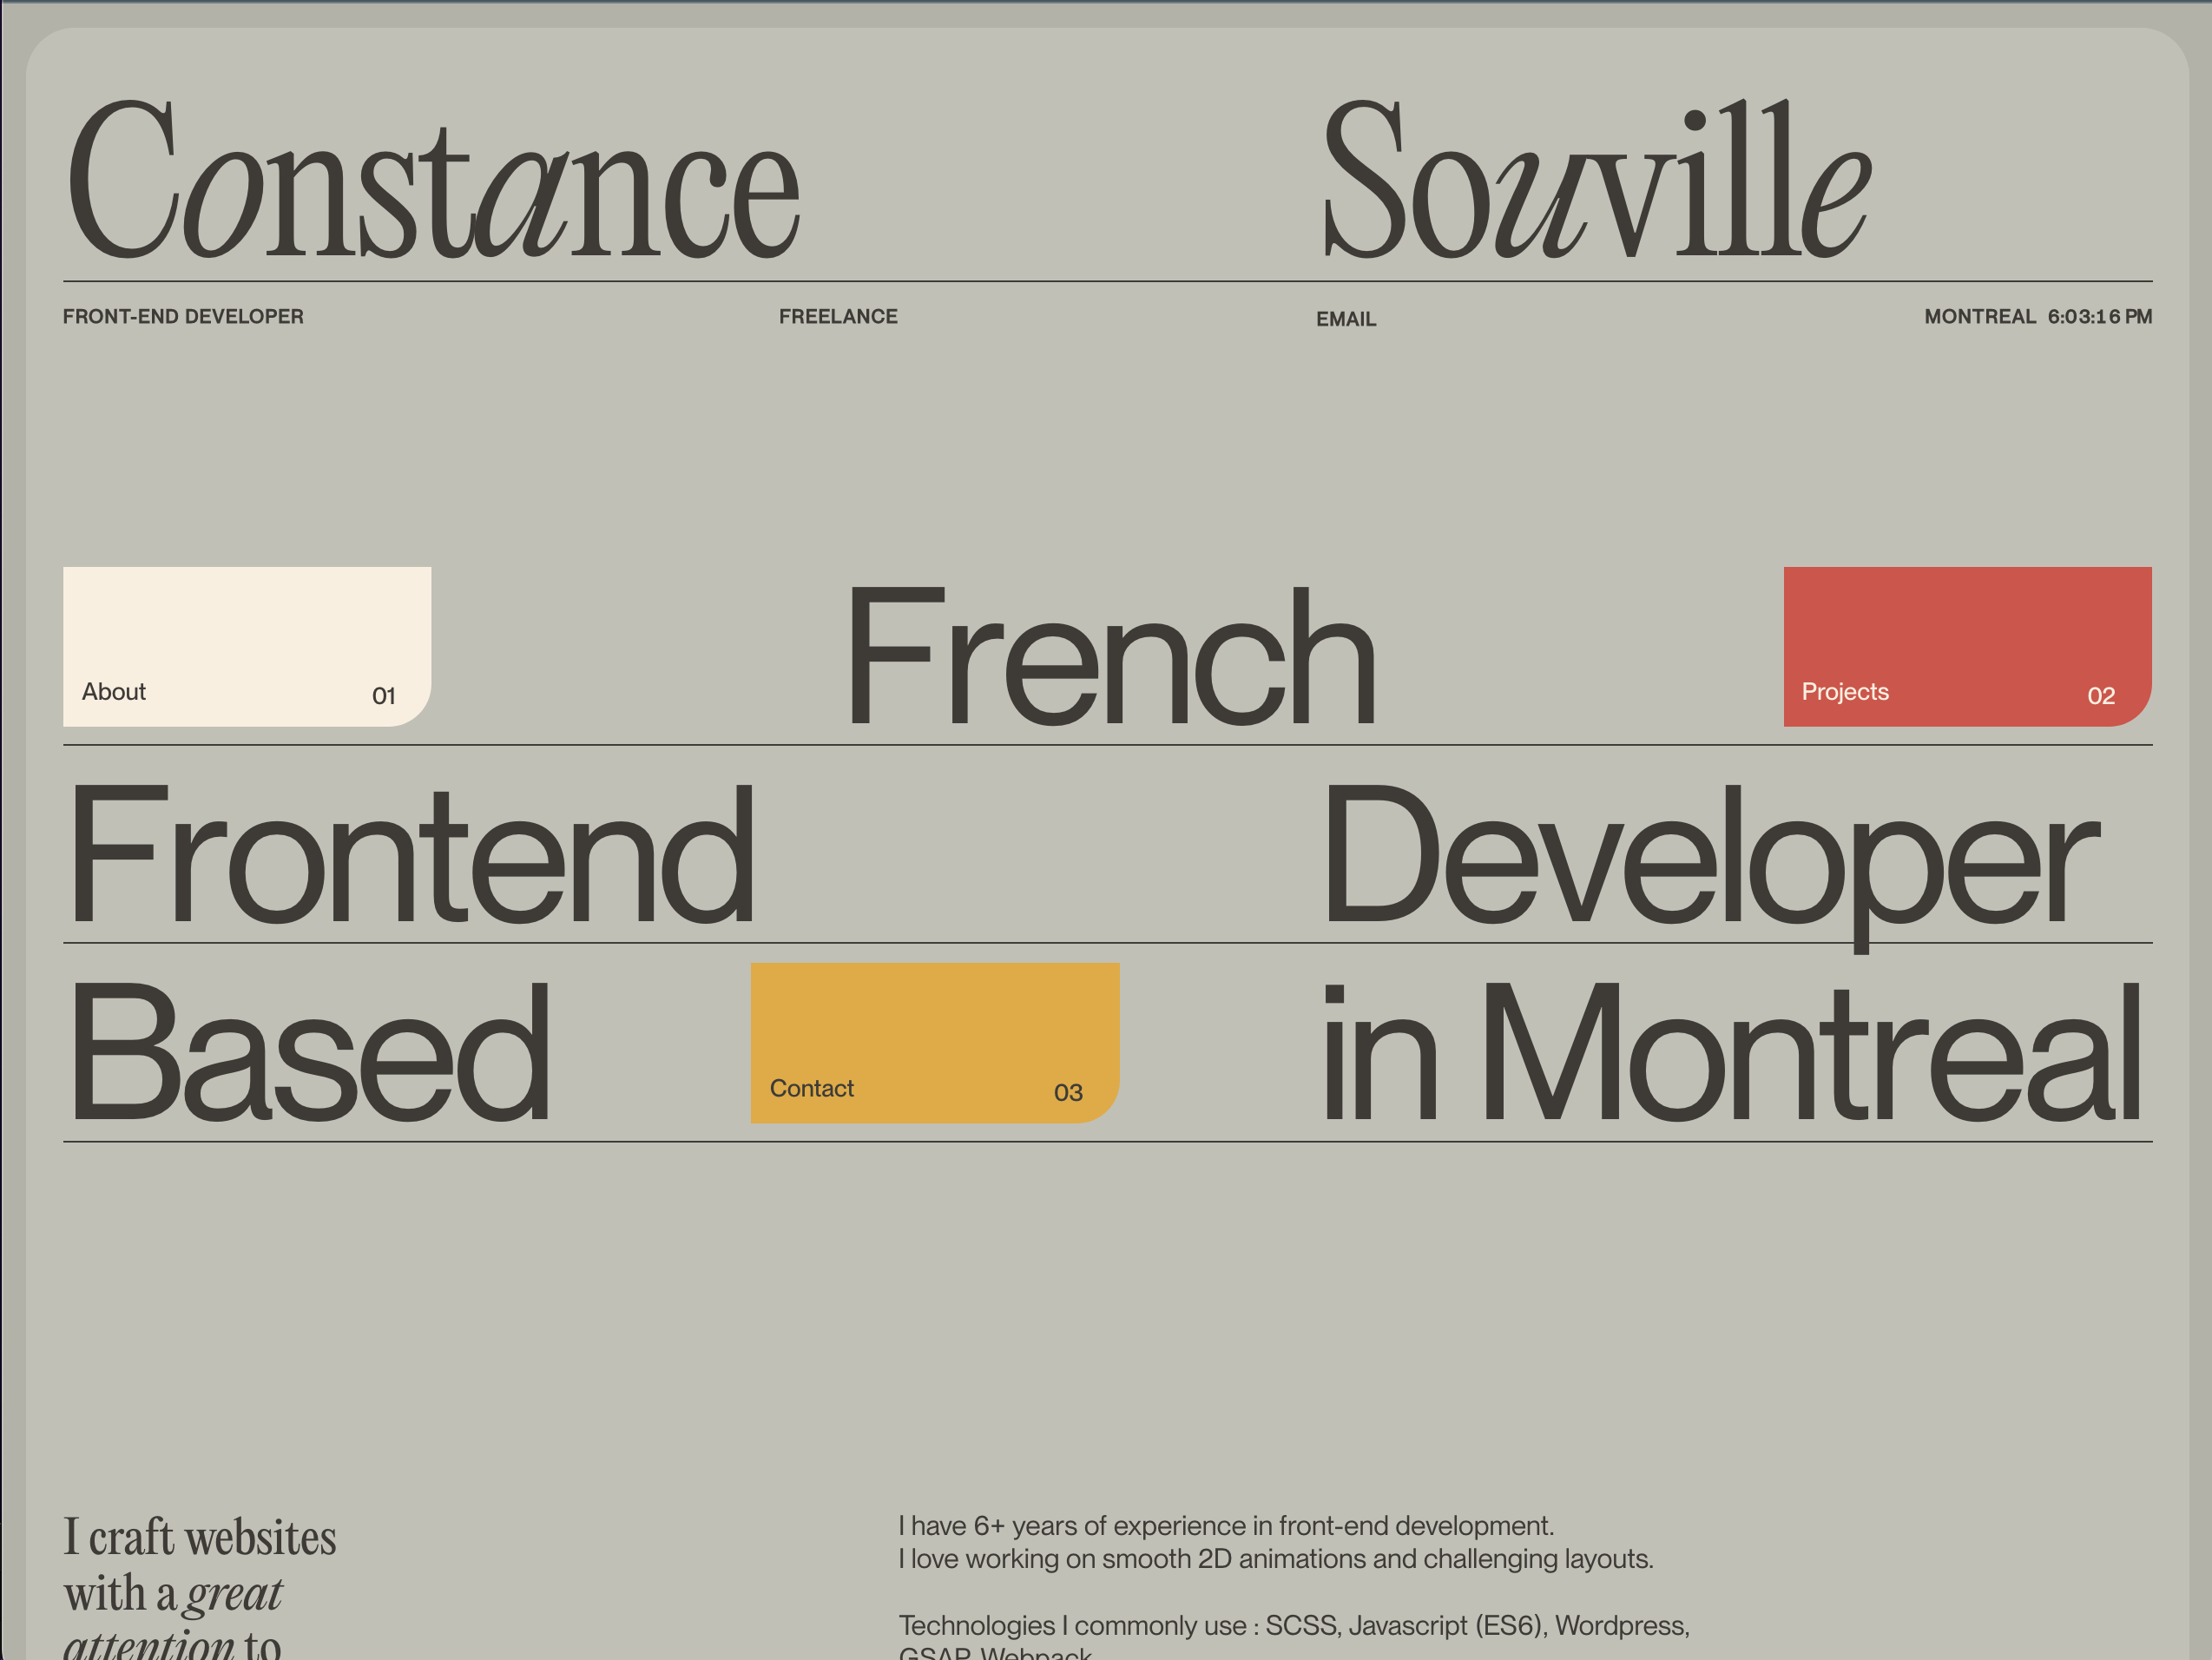 Constance Souville
FRONT-END DEVELOPER FREELANCE EMAIL MONTREAL 6:03:16 PM
About 01 French Projects 02
Frontend Developer
Based Contact 03 in Montreal
I craft websites
with a great
attention to
I have 6+ years of experience in front-end development.
I love working on smooth 2D animations and challenging layouts.
Technologies I commonly use : SCSS, Javascript (ES6), Wordpress,
GSAP, Webpack